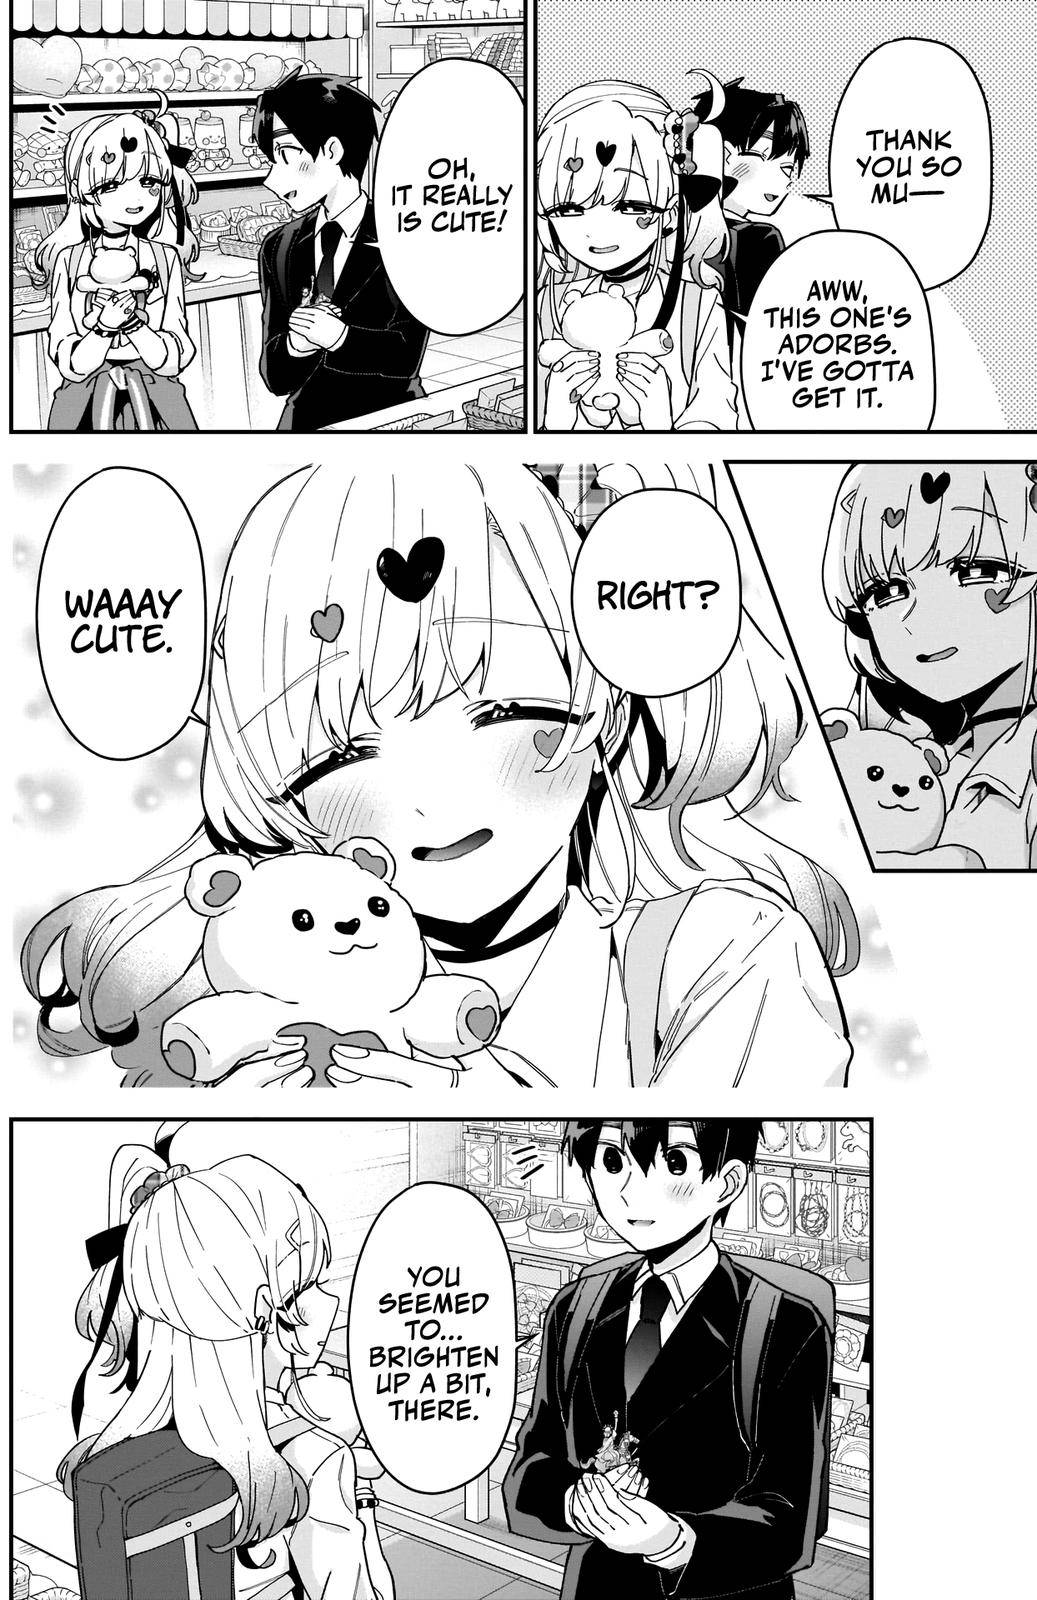 THANK
YOU SO
MU—
AWW,
THIS ONE'S
ADORBS.
I'VE GOTTA
GET IT.
OH,
IT REALLY
IS CUTE!
RIGHT?
WAAAY
CUTE.
YOU
SEEMED
TO...
BRIGHTEN
UP A BIT,
THERE.